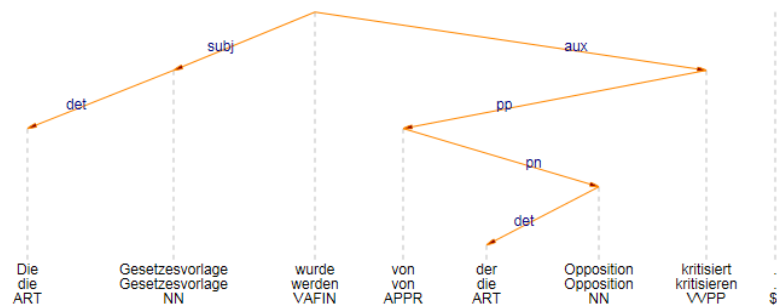 subj
aux
det
pp
pn
det
Die Gesetzesvorlage wurde von der Opposition kritisiert .
die Gesetzesvorlage werden von die Opposition kritisieren .
ART NN VAFIN APPR ART NN VVPP $.